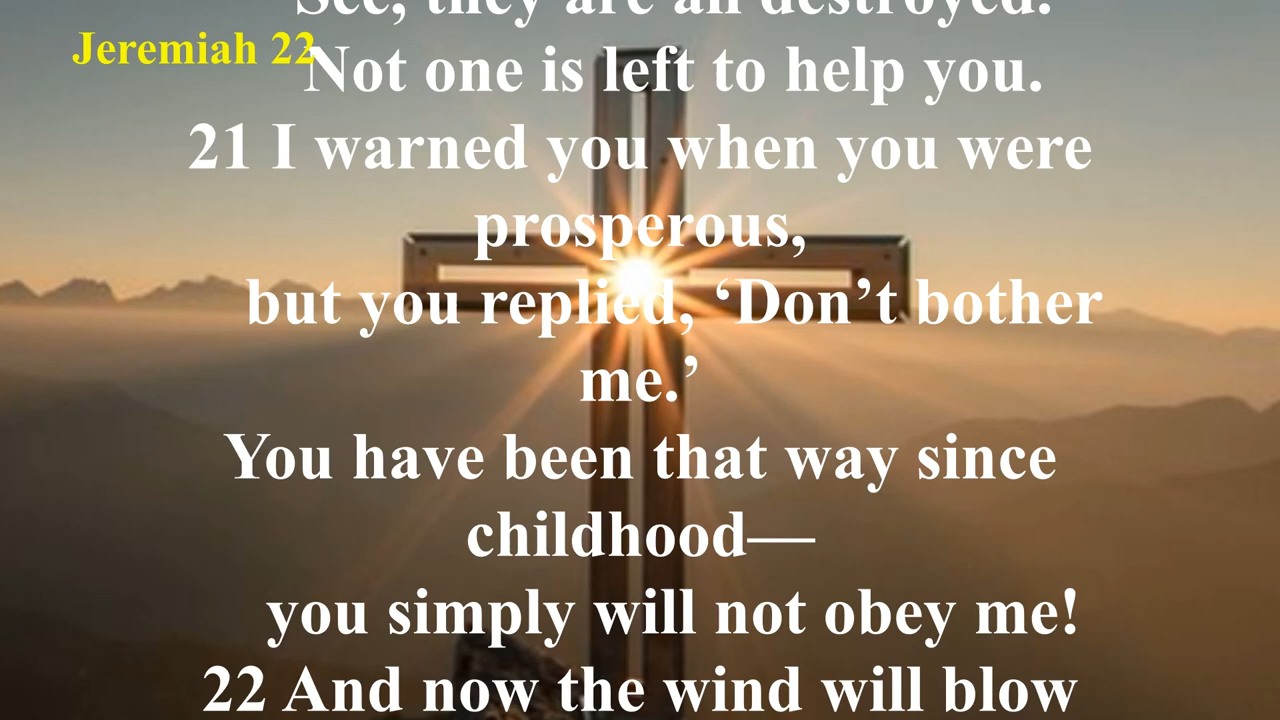 See, they are all destroyed.
Jeremiah 22
Not one is left to help you.
21 I warned you when you were
prosperous,
but you replied, ‘Don’t bother
me.’
You have been that way since
childhood—
you simply will not obey me!
22 And now the wind will blow